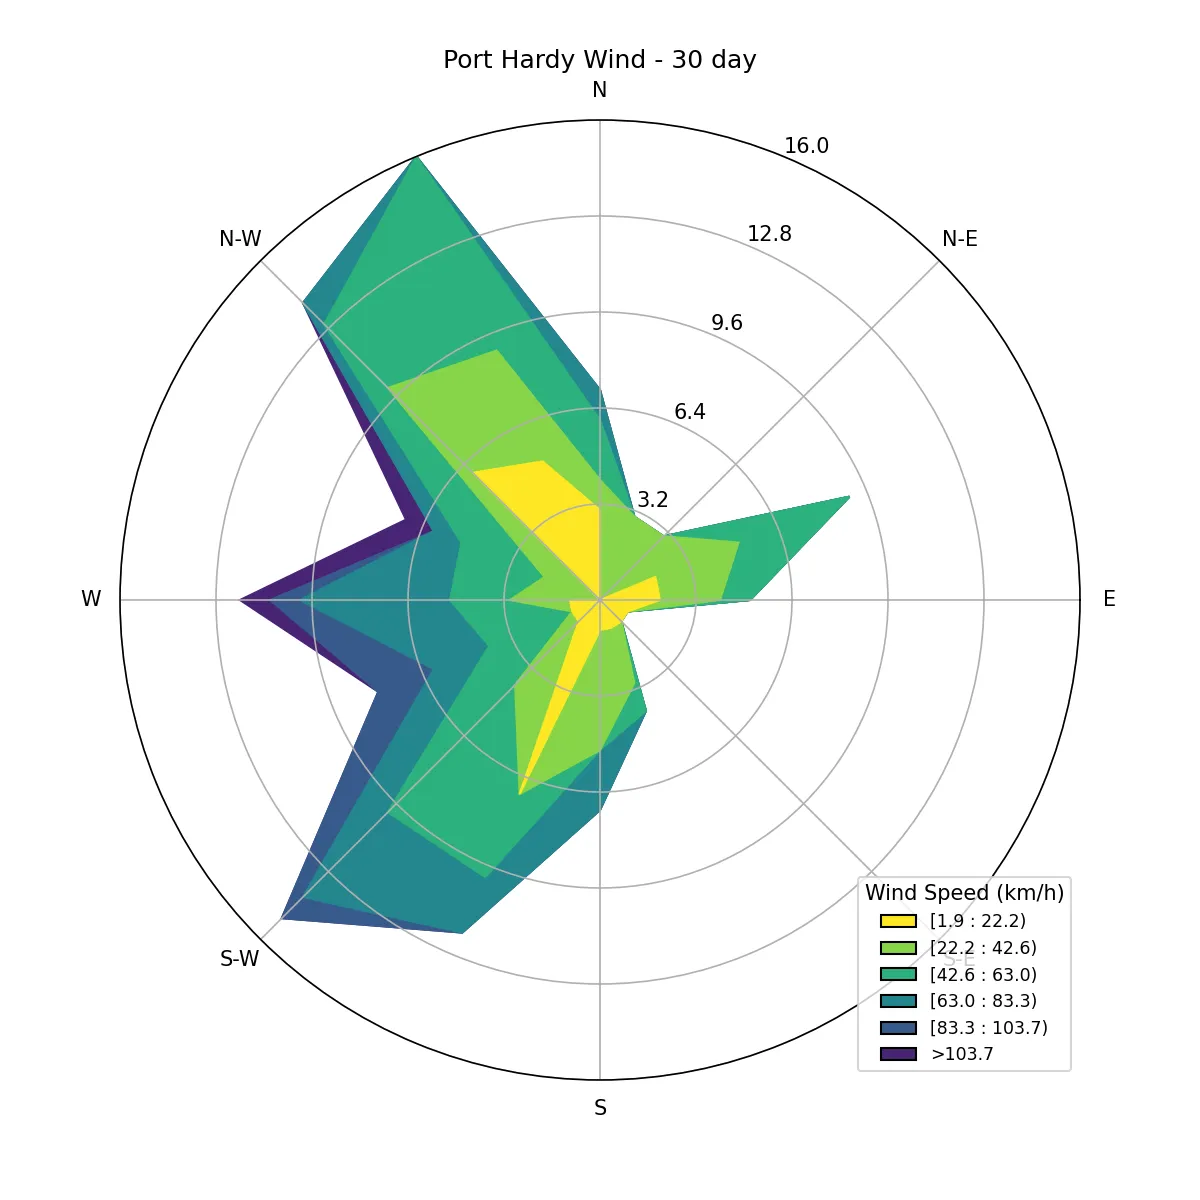 Port Hardy Wind - 30 day
N
16.0
12.8
N-W
N-E
9.6
6.4
3.2
W
E
Wind Speed (km/h)
[1.9 : 22.2)
[22.2 : 42.6)
S-W
S-E
[42.6 : 63.0)
[63.0 : 83.3)
[83.3 : 103.7)
>103.7
S